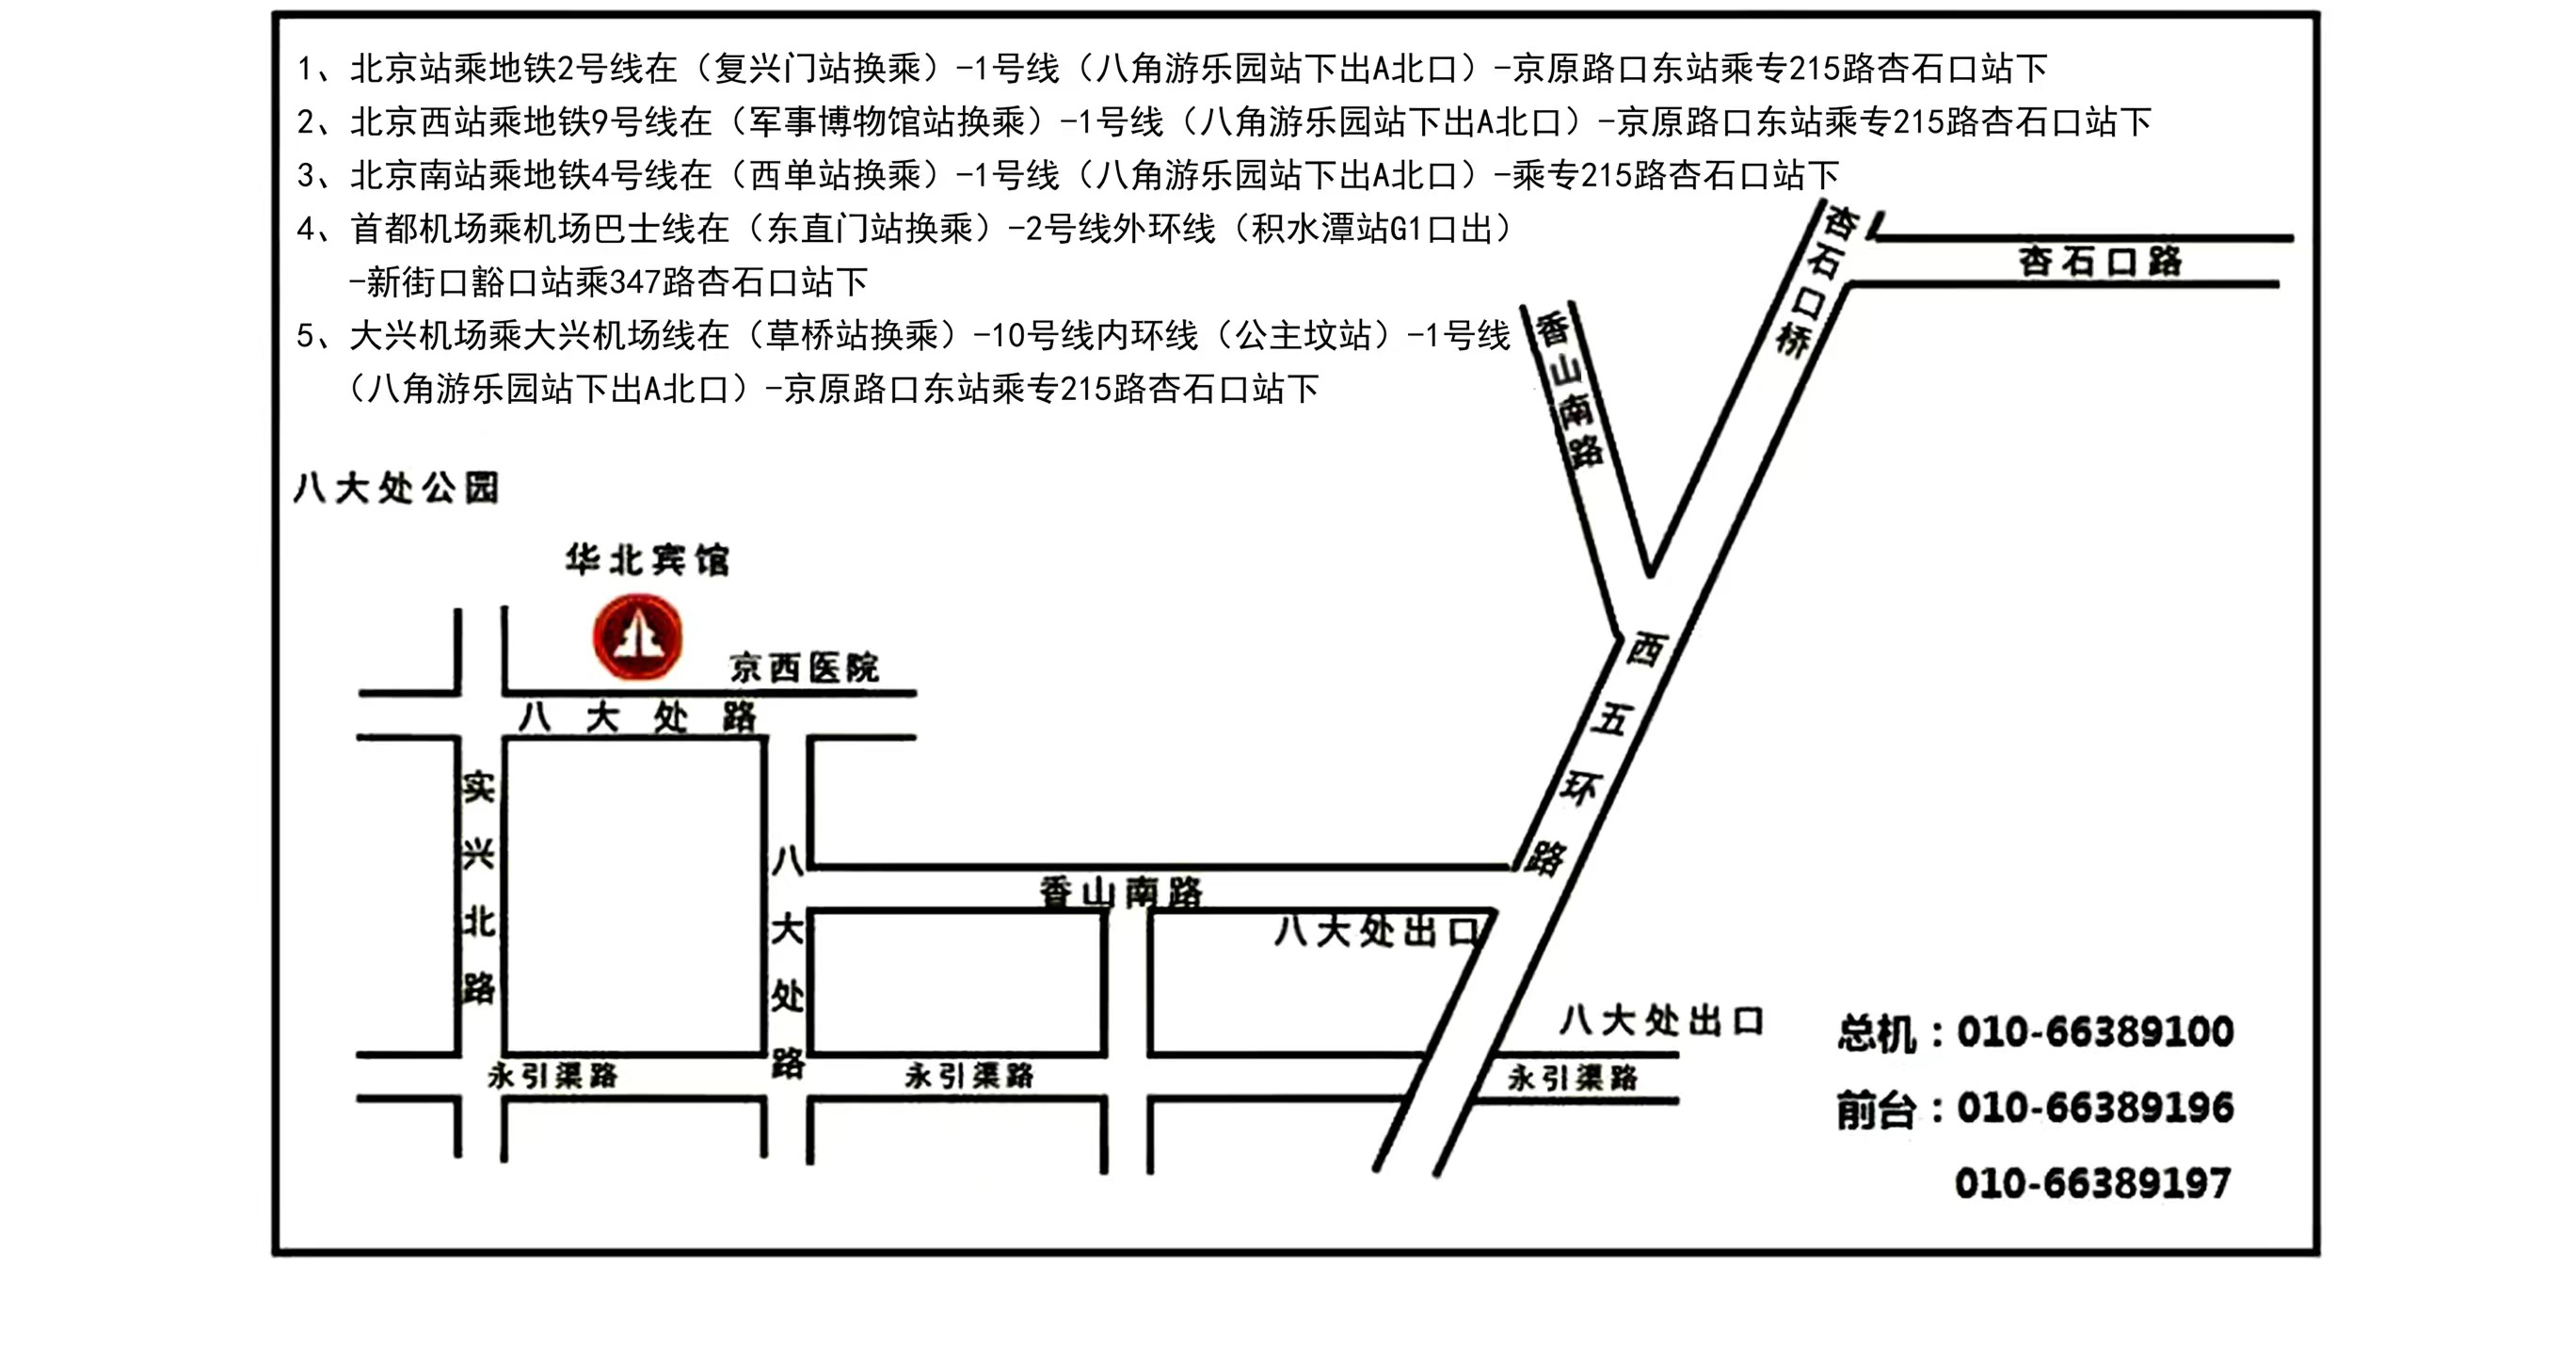 1、北京站乘地铁2号线在（复兴门站换乘）-1号线（八角游乐园站下出A北口）-京原路口东站乘专215路杏石口站下
2、北京西站乘地铁9号线在（军事博物馆站换乘）-1号线（八角游乐园站下出A北口）-京原路口东站乘专215路杏石口站下
3、北京南站乘地铁4号线在（西单站换乘）-1号线（八角游乐园站下出A北口）-乘专215路杏石口站下
4、首都机场乘机场巴士线在（东直门站换乘）-2号线外环线（积水潭站G1口出）
-新街口豁口站乘347路杏石口站下
5、大兴机场乘大兴机场线在（草桥站换乘）-10号线内环线（公主坟站）-1号线
（八角游乐园站下出A北口）-京原路口东站乘专215路杏石口站下
杏石口桥
杏石口路
香山南路
八大处公园
华北宾馆
京西医院
八大处路
西五环路
实兴北路
八大处路
香山南路
八大处出口
八大处出口
永引渠路
永引渠路
永引渠路
总机：010-66389100
前台：010-66389196
010-66389197